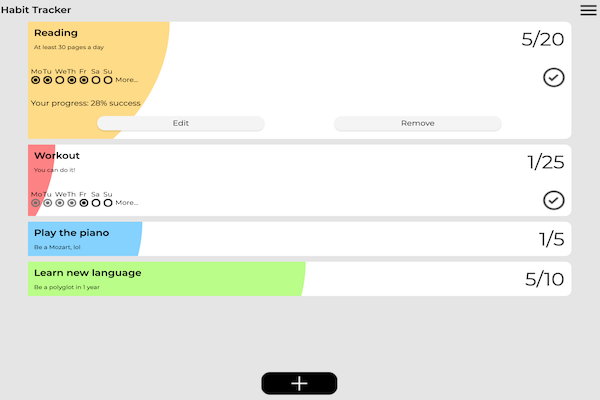 Habit Tracker
Reading
5/20
At least 30 pages a day
Mo Tu We Th Fr Sa Su
More...
Your progress: 28% success
Edit
Remove
Workout
1/25
You can do it!
Mo Tu We Th Fr Sa Su
More...
Play the piano
1/5
Be a Mozart, lol
Learn new language
5/10
Be a polyglot in 1 year